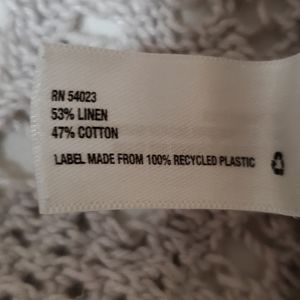 RN 54023
53% LINEN
47% COTTON
LABEL MADE FROM 100% RECYCLED PLASTIC